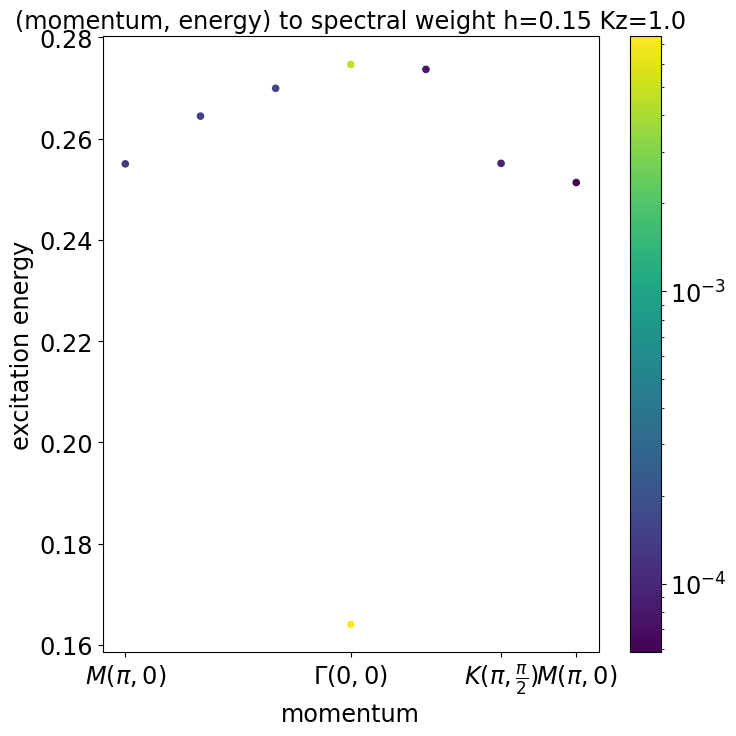 (momentum, energy) to spectral weight h=0.15 Kz=1.0
0.28
0.26
0.24
0.22
0.20
0.18
0.16
excitation energy
M(π, 0)
Γ(0, 0)
K(π, π/2)
M(π, 0)
momentum
10⁻³
10⁻⁴